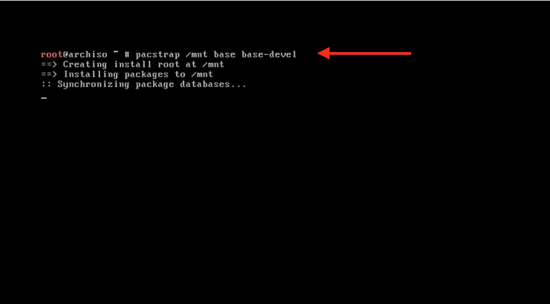 root@archiso ~ # pacstrap /mnt base base-devel
==> Creating install root at /mnt
==> Installing packages to /mnt
:: Synchronizing package databases...